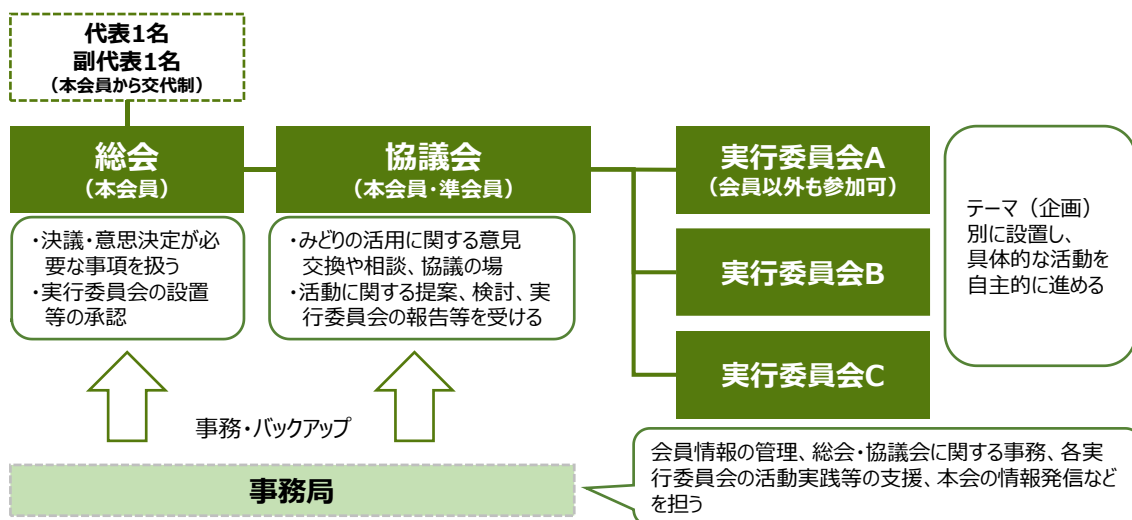 代表1名
副代表1名
（本会員から交代制）
総会
（本会員）
協議会
（本会員・準会員）
実行委員会A
（会員以外も参加可）
・決議・意思決定が必
要な事項を扱う
・実行委員会の設置
等の承認
・みどりの活用に関する意見
交換や相談、協議の場
・活動に関する提案、検討、実
行委員会の報告等を受ける
実行委員会B
実行委員会C
テーマ（企画）
別に設置し、
具体的な活動を
自主的に進める
事務・バックアップ
事務局
会員情報の管理、総会・協議会に関する事務、各実
行委員会の活動実践等の支援、本会の情報発信など
を担う